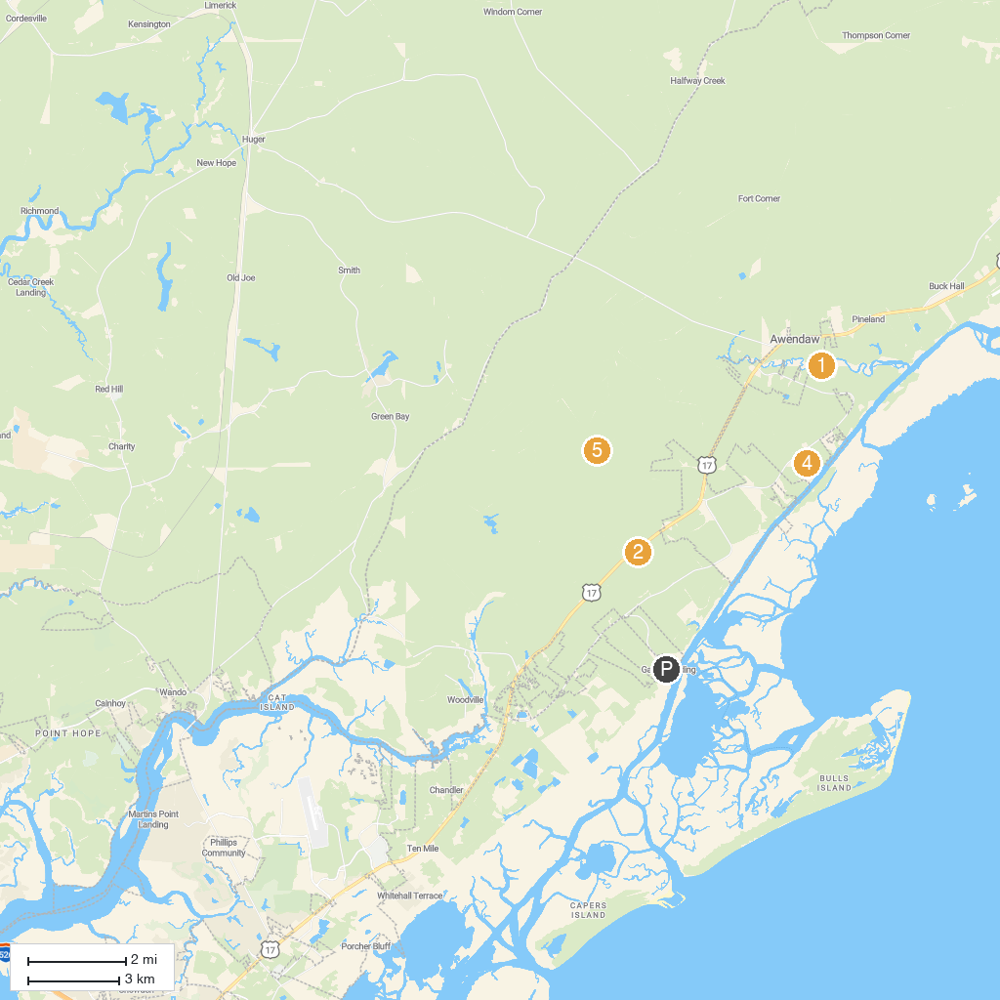 Limerick
Cordesville
Kensington
Windom Corner
Thompson Corner
Halfway Creek
Huger
New Hope
Richmond
Fort Corner
Smith
Old Joe
Cedar Creek
Landing
Buck Hall
Pineland
Awendaw
1
Red Hill
Green Bay
Charity
5
4
17
2
17
P
Wando
Cainhoy
CAT
ISLAND
Woodville
POINT HOPE
BULLS
ISLAND
Chandler
Martins Point
Landing
Phillips
Community
Ten Mile
Whitehall Terrace
CAPERS
ISLAND
Porcher Bluff
17
2 mi
3 km